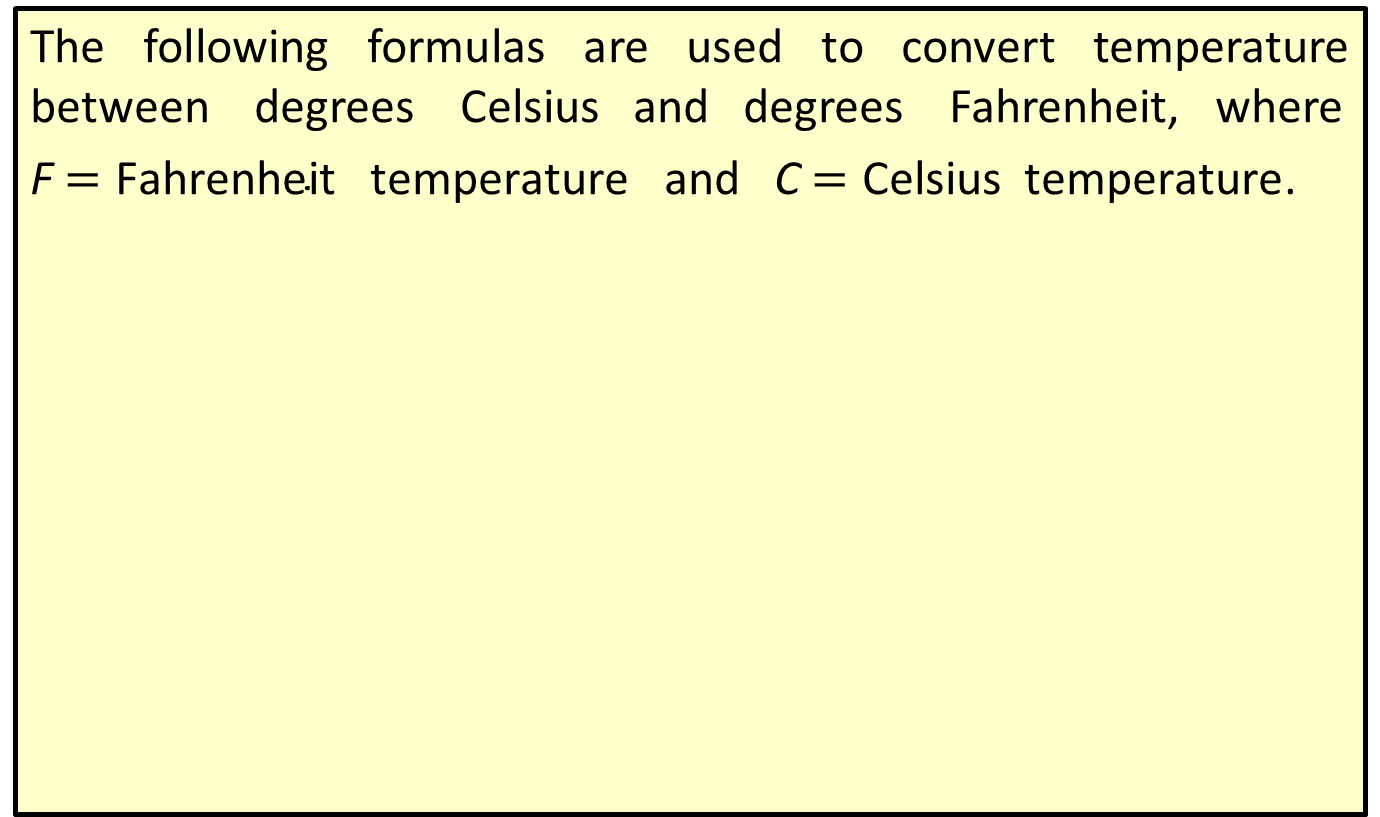 The following formulas are used to convert temperature
between degrees Celsius and degrees Fahrenheit, where
F = Fahrenheit temperature and C = Celsius temperature.